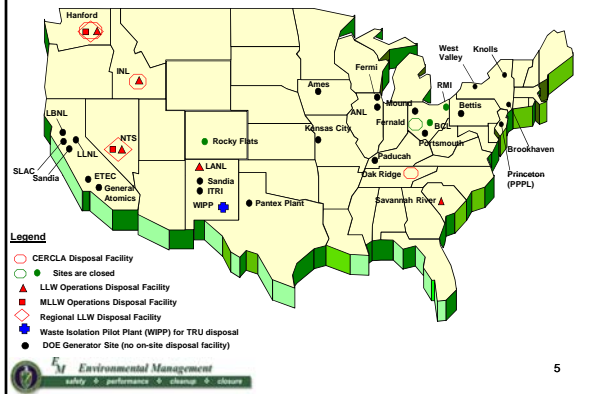 Hanford
INL
LBNL
LLNL
SLAC
Sandia
NTS
ETEC
General
Atomics
Rocky Flats
LANL
Sandia
ITRI
WIPP
Pantex Plant
Ames
Kansas City
Fermi
ANL
Mound
Fernald
Paducah
Oak Ridge
Savannah River
West
Valley
Knolls
RMI
Bettis
BCL
Portsmouth
Brookhaven
Princeton
(PPPL)
Legend
CERCLA Disposal Facility
Sites are closed
LLW Operations Disposal Facility
MLLW Operations Disposal Facility
Regional LLW Disposal Facility
Waste Isolation Pilot Plant (WIPP) for TRU disposal
DOE Generator Site (no on-site disposal facility)
EM Environmental Management
safety performance cleanup closure
5